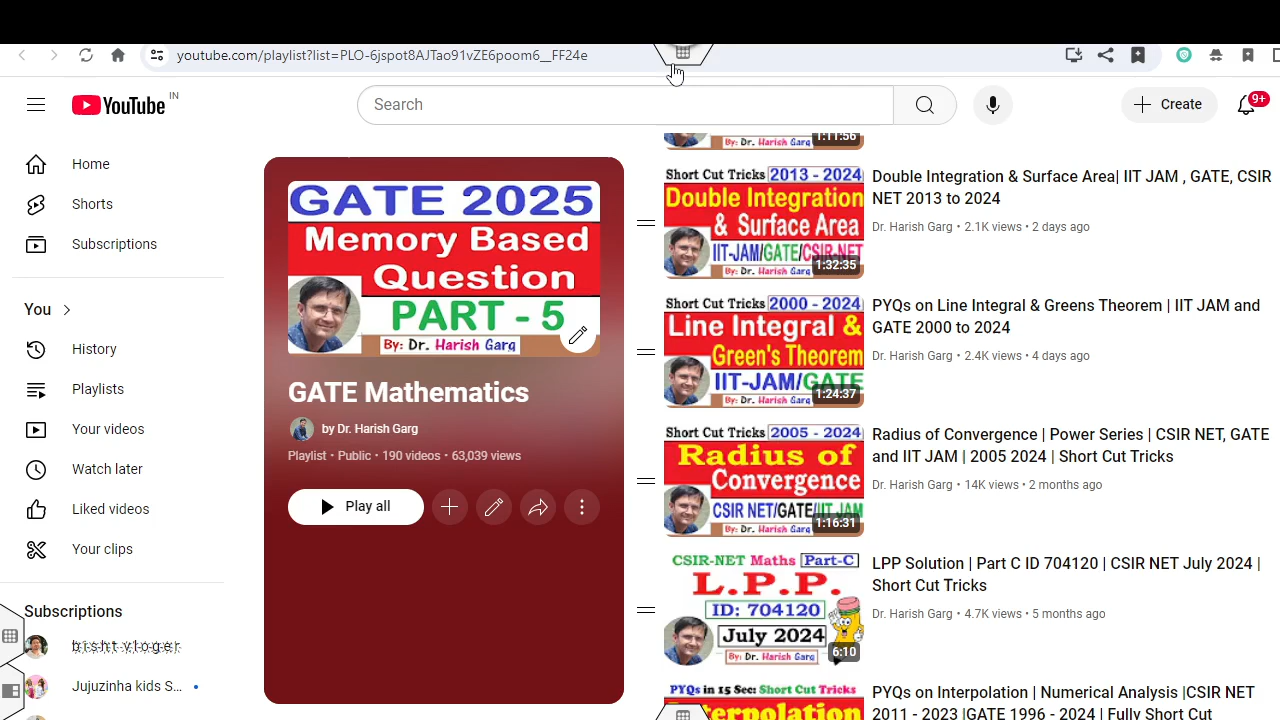 youtube.com/playlist?list=PLO-6jspot8AJTao91vZE6poom6__FF24e
YouTube IN
Search
Create
9+
Home
Shorts
Subscriptions
You
History
Playlists
Your videos
Watch later
Liked videos
Your clips
Subscriptions
bisht vloger
Jujuzinha kids S...
GATE 2025
Memory Based
Question
PART - 5
By: Dr. Harish Garg
GATE Mathematics
by Dr. Harish Garg
Playlist • Public • 190 videos • 63,039 views
Play all
By: Dr. Harish Garg
1:11:56
Short Cut Tricks 2013 - 2024
Double Integration
& Surface Area
IIT-JAM/GATE/CSIR-NET
By: Dr. Harish Garg
1:32:35
Double Integration & Surface Area| IIT JAM , GATE, CSIR
NET 2013 to 2024
Dr. Harish Garg • 2.1K views • 2 days ago
Short Cut Tricks 2000 - 2024
Line Integral &
Green's Theorem
IIT-JAM/GATE
By: Dr. Harish Garg
1:24:37
PYQs on Line Integral & Greens Theorem | IIT JAM and
GATE 2000 to 2024
Dr. Harish Garg • 2.4K views • 4 days ago
Short Cut Tricks 2005 - 2024
Radius of
Convergence
CSIR NET/GATE/IIT JAM
By: Dr. Harish Garg
1:16:31
Radius of Convergence | Power Series | CSIR NET, GATE
and IIT JAM | 2005 2024 | Short Cut Tricks
Dr. Harish Garg • 14K views • 2 months ago
CSIR-NET Maths Part-C
L.P.P.
ID: 704120
July 2024
By: Dr. Harish Garg
6:10
LPP Solution | Part C ID 704120 | CSIR NET July 2024 |
Short Cut Tricks
Dr. Harish Garg • 4.7K views • 5 months ago
PYQs in 15 Sec: Short Cut Tricks
Interpolation
PYQs on Interpolation | Numerical Analysis |CSIR NET
2011 - 2023 |GATE 1996 - 2024 | Fully Short Cut